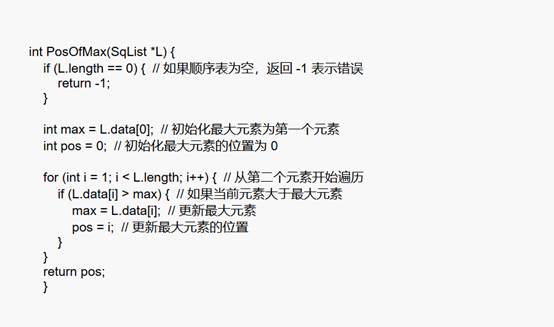 int PosOfMax(SqList *L) {
if (L.length == 0) { // 如果顺序表为空，返回 -1 表示错误
return -1;
}
int max = L.data[0]; // 初始化最大元素为第一个元素
int pos = 0; // 初始化最大元素的位置为 0
for (int i = 1; i < L.length; i++) { // 从第二个元素开始遍历
if (L.data[i] > max) { // 如果当前元素大于最大元素
max = L.data[i]; // 更新最大元素
pos = i; // 更新最大元素的位置
}
}
return pos;
}